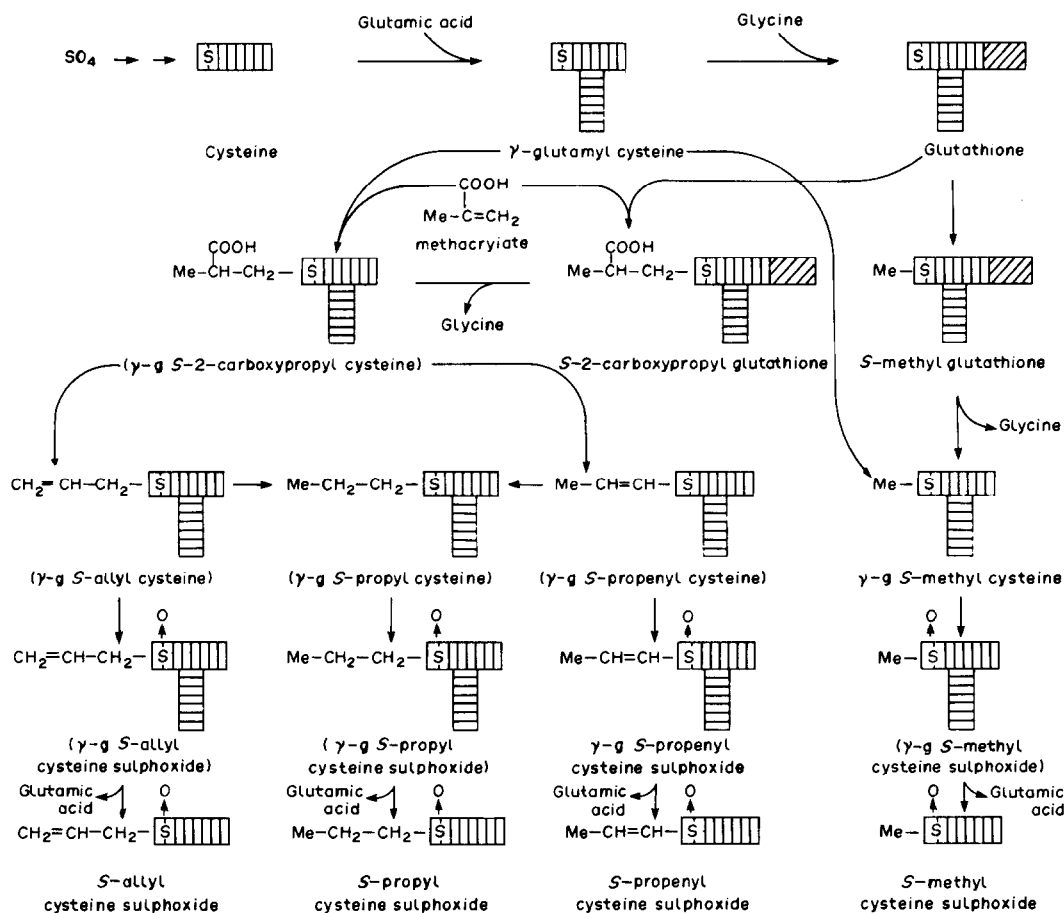 Glutamic acid
Glycine
SO₄
S
S
S
Cysteine
γ-glutamyl cysteine
Glutathione
COOH
Me-C=CH₂
methacryiate
COOH
Me-CH-CH₂-
S
COOH
Me-CH-CH₂-
S
Me-
S
Glycine
(γ-g S-2-carboxypropyl cysteine)
S-2-carboxypropyl glutathione
S-methyl glutathione
Glycine
CH₂=CH-CH₂-
S
Me-CH₂-CH₂-
S
Me-CH=CH-
S
Me-
S
(γ-g S-allyl cysteine)
(γ-g S-propyl cysteine)
(γ-g S-propenyl cysteine)
γ-g S-methyl cysteine
O
O
O
O
CH₂=CH-CH₂-
S
Me-CH₂-CH₂-
S
Me-CH=CH-
S
Me-
S
(γ-g S-allyl
cysteine sulphoxide)
(γ-g S-propyl
cysteine sulphoxide)
γ-g S-propenyl
cysteine sulphoxide
(γ-g S-methyl
cysteine sulphoxide)
Glutamic
acid
O
Glutamic
acid
O
Glutamic
acid
O
O
Glutamic
acid
CH₂=CH-CH₂-
S
Me-CH₂-CH₂-
S
Me-CH=CH-
S
Me-
S
S-allyl
cysteine sulphoxide
S-propyl
cysteine sulphoxide
S-propenyl
cysteine sulphoxide
S-methyl
cysteine sulphoxide